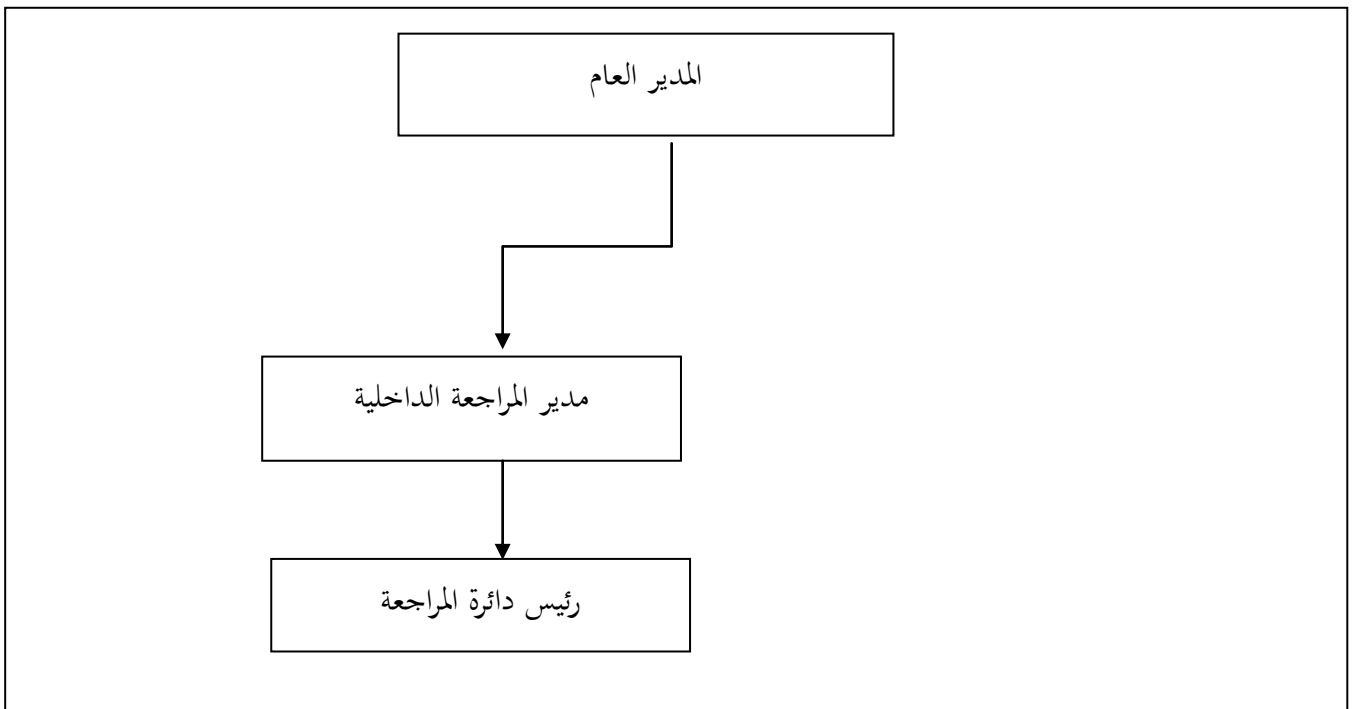 المدير العام
مدير المراجعة الداخلية
رئيس دائرة المراجعة